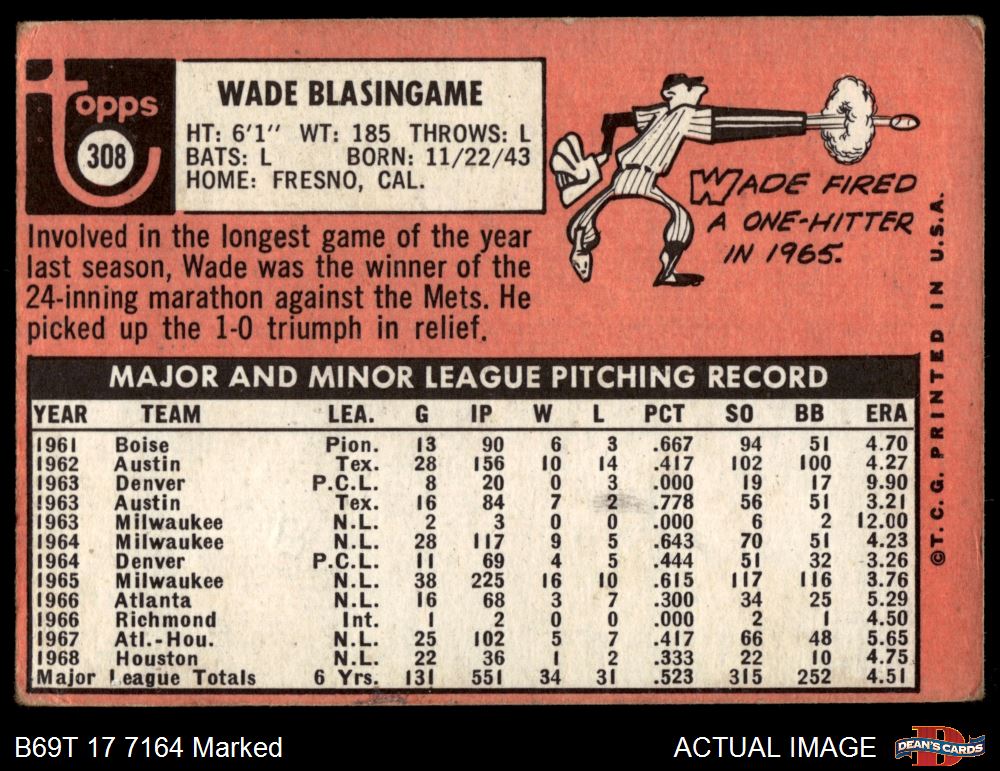 topps
308
WADE BLASINGAME
HT: 6'1" WT: 185 THROWS: L
BATS: L BORN: 11/22/43
HOME: FRESNO, CAL.
WADE FIRED
A ONE-HITTER
IN 1965.
Involved in the longest game of the year
last season, Wade was the winner of the
24-inning marathon against the Mets. He
picked up the 1-0 triumph in relief.
MAJOR AND MINOR LEAGUE PITCHING RECORD
YEAR TEAM LEA. G IP W L PCT SO BB ERA
1961 Boise Pion. 13 90 6 3 .667 94 51 4.70
1962 Austin Tex. 28 156 10 14 .417 102 100 4.27
1963 Denver P.C.L. 8 20 0 3 .000 19 17 9.90
1963 Austin Tex. 16 84 7 2 .778 56 51 3.21
1963 Milwaukee N.L. 2 3 0 0 .000 6 2 12.00
1964 Milwaukee N.L. 28 117 9 5 .643 70 51 4.23
1964 Denver P.C.L. 11 69 4 5 .444 51 32 3.26
1965 Milwaukee N.L. 38 225 16 10 .615 117 116 3.76
1966 Atlanta N.L. 16 68 3 7 .300 34 25 5.29
1966 Richmond Int. 1 2 0 0 .000 2 1 4.50
1967 Atl.-Hou. N.L. 25 102 5 7 .417 66 48 5.65
1968 Houston N.L. 22 36 1 2 .333 22 10 4.75
Major League Totals 6 Yrs. 131 551 34 31 .523 315 252 4.51
©T.C.G. PRINTED IN U.S.A.
B69T 17 7164 Marked
ACTUAL IMAGE
D
DEAN'S CARDS